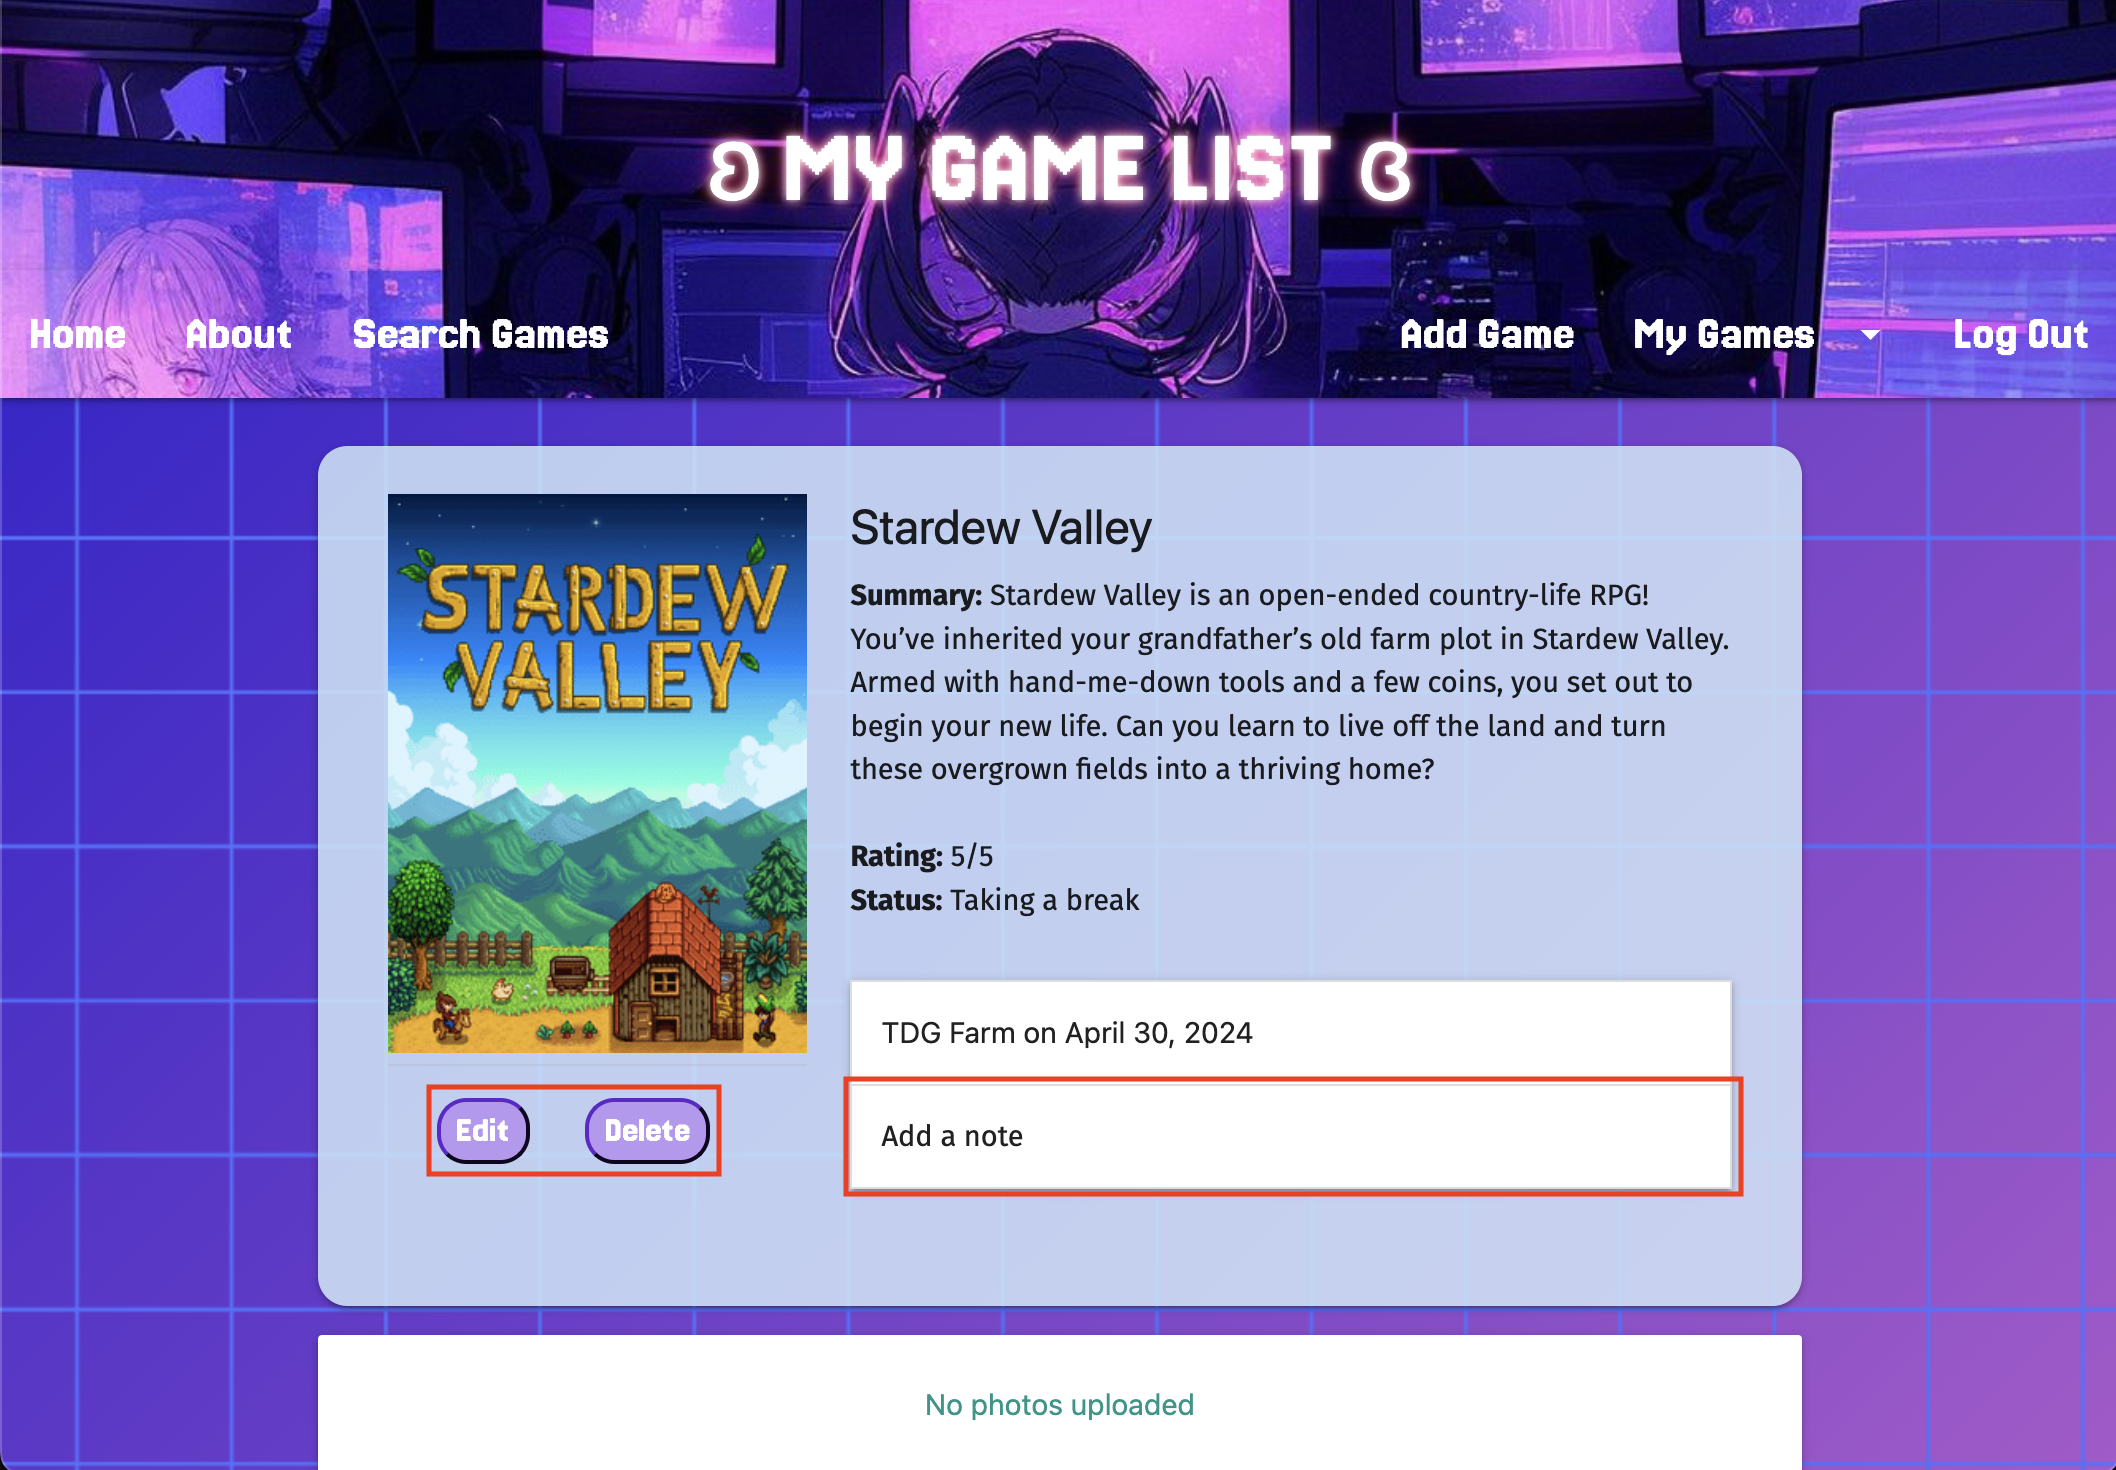 ʚ MY GAME LIST ɞ
Home About Search Games Add Game My Games Log Out
STARDEW
VALLEY
Stardew Valley
Summary: Stardew Valley is an open-ended country-life RPG!
You’ve inherited your grandfather’s old farm plot in Stardew Valley.
Armed with hand-me-down tools and a few coins, you set out to
begin your new life. Can you learn to live off the land and turn
these overgrown fields into a thriving home?
Rating: 5/5
Status: Taking a break
TDG Farm on April 30, 2024
Edit Delete
Add a note
No photos uploaded